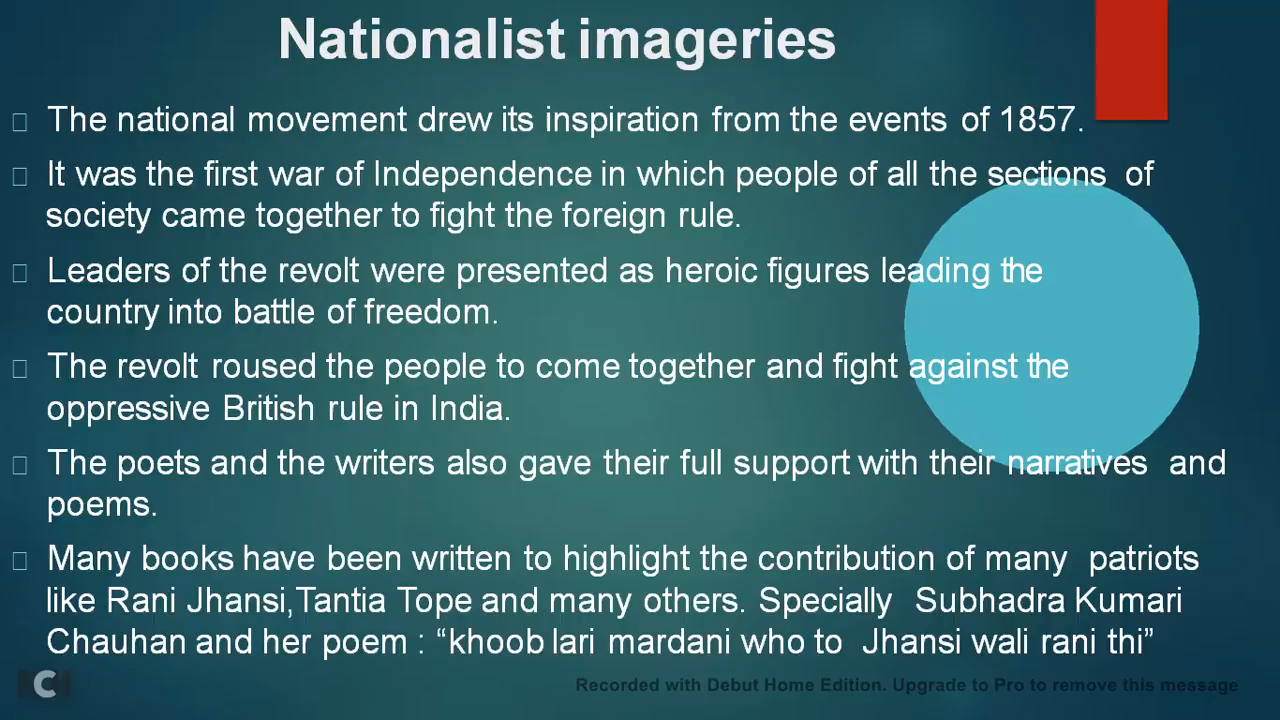 Nationalist imageries
The national movement drew its inspiration from the events of 1857.
It was the first war of Independence in which people of all the sections of
society came together to fight the foreign rule.
Leaders of the revolt were presented as heroic figures leading the
country into battle of freedom.
The revolt roused the people to come together and fight against the
oppressive British rule in India.
The poets and the writers also gave their full support with their narratives and
poems.
Many books have been written to highlight the contribution of many patriots
like Rani Jhansi,Tantia Tope and many others. Specially Subhadra Kumari
Chauhan and her poem : “khoob lari mardani who to Jhansi wali rani thi”
C
Recorded with Debut Home Edition. Upgrade to Pro to remove this message